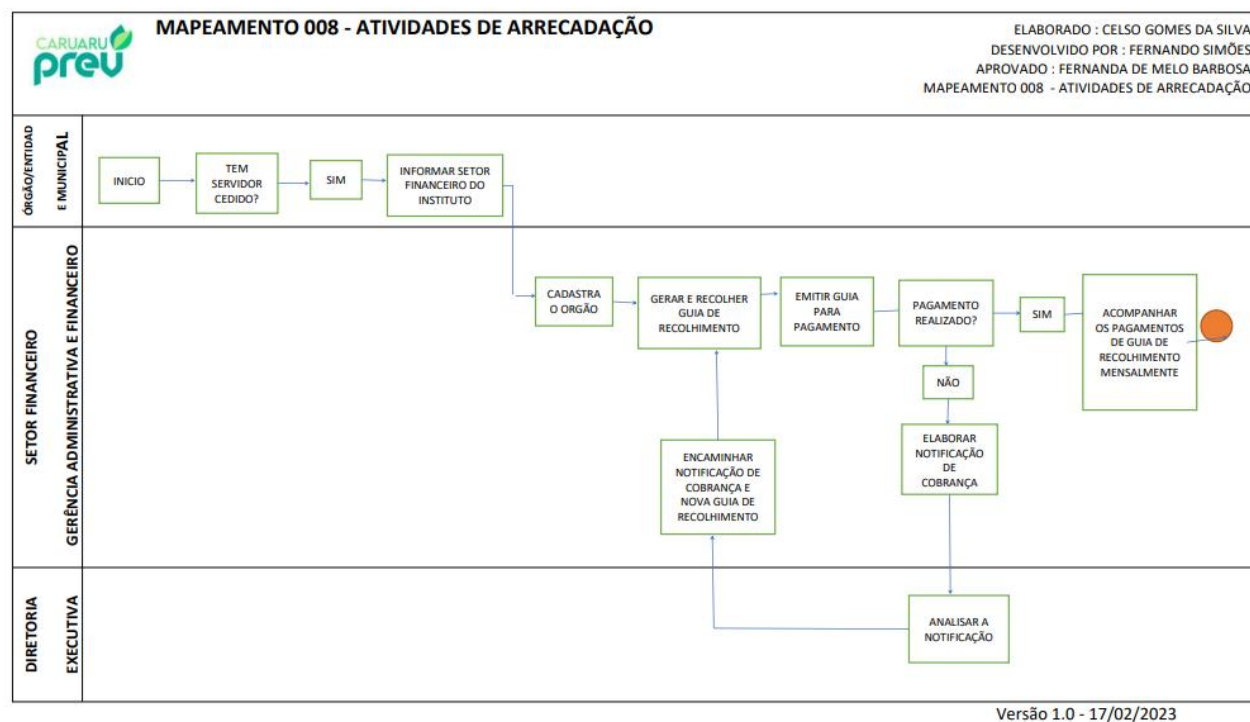 CARUARU
prev
MAPEAMENTO 008 - ATIVIDADES DE ARRECADAÇÃO
ELABORADO : CELSO GOMES DA SILVA
DESENVOLVIDO POR : FERNANDO SIMÕES
APROVADO : FERNANDA DE MELO BARBOSA
MAPEAMENTO 008 - ATIVIDADES DE ARRECADAÇÃO
ÓRGÃO/ENTIDAD
E MUNICIPAL
INICIO
TEM
SERVIDOR
CEDIDO?
SIM
INFORMAR SETOR
FINANCEIRO DO
INSTITUTO
SETOR FINANCEIRO
GERÊNCIA ADMINISTRATIVA E FINANCEIRO
CADASTRA
O ORGÃO
GERAR E RECOLHER
GUIA DE
RECOLHIMENTO
EMITIR GUIA
PARA
PAGAMENTO
PAGAMENTO
REALIZADO?
SIM
ACOMPANHAR
OS PAGAMENTOS
DE GUIA DE
RECOLHIMENTO
MENSALMENTE
NÃO
ELABORAR
NOTIFICAÇÃO
DE
COBRANÇA
ENCAMINHAR
NOTIFICAÇÃO DE
COBRANÇA E
NOVA GUIA DE
RECOLHIMENTO
DIRETORIA
EXECUTIVA
ANALISAR A
NOTIFICAÇÃO
Versão 1.0 - 17/02/2023